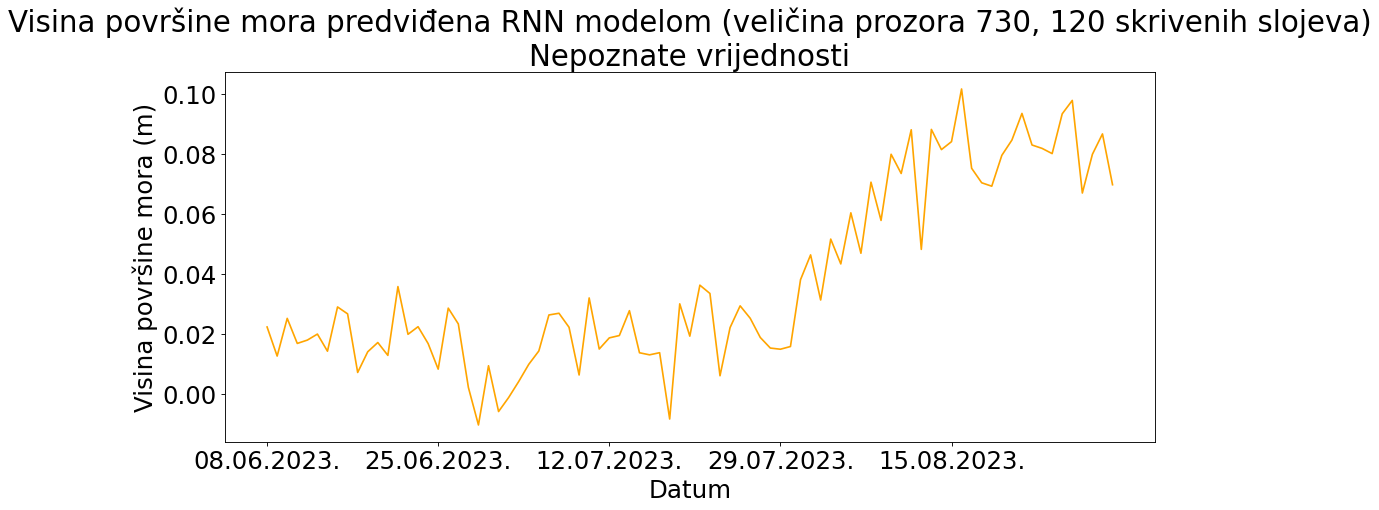 Visina površine mora predviđena RNN modelom (veličina prozora 730, 120 skrivenih slojeva)
Nepoznate vrijednosti
Visina površine mora (m)
0.10
0.08
0.06
0.04
0.02
0.00
08.06.2023. 25.06.2023. 12.07.2023. 29.07.2023. 15.08.2023.
Datum